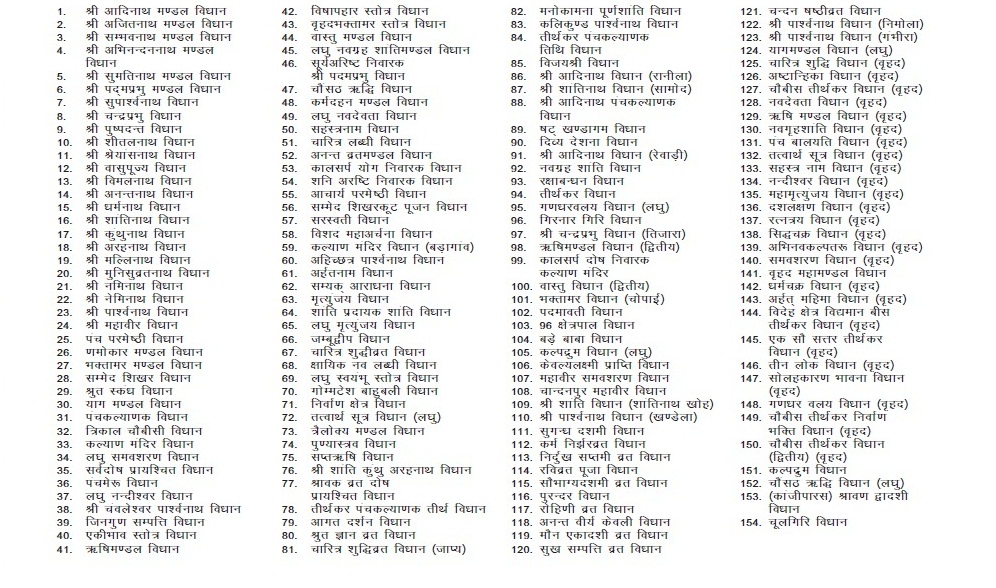 1. श्री आदिनाथ मण्डल विधान
2. श्री अजितनाथ मण्डल विधान
3. श्री सम्भवनाथ मण्डल विधान
4. श्री अभिनन्दननाथ मण्डल
विधान
5. श्री सुमतिनाथ मण्डल विधान
6. श्री पद्मप्रभु मण्डल विधान
7. श्री सुपार्श्वनाथ विधान
8. श्री चन्द्रप्रभु विधान
9. श्री पुष्पदन्त विधान
10. श्री शीतलनाथ विधान
11. श्री श्रेयासनाथ विधान
12. श्री वासुपूज्य विधान
13. श्री विमलनाथ विधान
14. श्री अनन्तनाथ विधान
15. श्री धर्मनाथ विधान
16. श्री शातिनाथ विधान
17. श्री कुथुनाथ विधान
18. श्री अरहनाथ विधान
19. श्री मल्लिनाथ विधान
20. श्री मुनिसुव्रतनाथ विधान
21. श्री नमिनाथ विधान
22. श्री नेमिनाथ विधान
23. श्री पार्श्वनाथ विधान
24. श्री महावीर विधान
25. पच परमेष्ठी विधान
26. णमोकार मण्डल विधान
27. भक्तामर मण्डल विधान
28. सम्मेद शिखर विधान
29. श्रुत स्कध विधान
30. याग मण्डल विधान
31. पचकल्याणक विधान
32. त्रिकाल चौबीसी विधान
33. कल्याण मंदिर विधान
34. लघु समवशरण विधान
35. सर्वदोष प्रायश्चित विधान
36. पचमेरू विधान
37. लघु नन्दीश्वर विधान
38. श्री चवलेश्वर पार्श्वनाथ विधान
39. जिनगुण सम्पत्ति विधान
40. एकीभाव स्तोत्र विधान
41. ऋषिमण्डल विधान
42. विषापहार स्तोत्र विधान
43. वृहदभक्तामर स्तोत्र विधान
44. वास्तु मण्डल विधान
45. लघु नवग्रह शातिमण्डल विधान
46. सूर्यअरिष्ट निवारक
श्री पदमप्रभु विधान
47. चौंसठ ऋद्धि विधान
48. कर्मदहन मण्डल विधान
49. लघु नवदेवता विधान
50. सहस्त्रनाम विधान
51. चारित्र लब्धी विधान
52. अनन्त व्रतमण्डल विधान
53. कालसर्प योग निवारक विधान
54. शनि अरष्टि निवारक विधान
55. आचार्य परमेष्ठी विधान
56. सम्मेद शिखरकूट पूजन विधान
57. सरस्वती विधान
58. विशद महाअर्चना विधान
59. कल्याण मंदिर विधान (बड़ागांव)
60. अहिच्छत्र पार्श्वनाथ विधान
61. अर्हतनाम विधान
62. सम्यक् आराधना विधान
63. मृत्युंजय विधान
64. शाति प्रदायक शांति विधान
65. लघु मृत्युंजय विधान
66. जम्बूद्वीप विधान
67. चारित्र शुद्धीव्रत विधान
68. क्षायिक नव लब्धी विधान
69. लघु स्वयभू स्तोत्र विधान
70. गोम्मटेश बाहुबली विधान
71. निर्वाण क्षेत्र विधान
72. तत्वार्थ सूत्र विधान (लघु)
73. त्रैलोक्य मण्डल विधान
74. पुण्यास्त्रव विधान
75. सप्तऋषि विधान
76. श्री शाति कुंथु अरहनाथ विधान
77. श्रावक व्रत दोष
प्रायश्चित विधान
78. तीर्थंकर पंचकल्याणक तीर्थ विधान
79. आगत दर्शन विधान
80. श्रुत ज्ञान व्रत विधान
81. चारित्र शुद्धिव्रत विधान (जाप्य)
82. मनोकामना पूर्णशांति विधान
83. कलिकुण्ड पार्श्वनाथ विधान
84. तीर्थंकर पंचकल्याणक
तिथि विधान
85. विजयश्री विधान
86. श्री आदिनाथ विधान (रानीला)
87. श्री शांतिनाथ विधान (सामोद)
88. श्री आदिनाथ पचकल्याणक
विधान
89. षट् खण्डागम विधान
90. दिव्य देशना विधान
91. श्री आदिनाथ विधान (रेवाड़ी)
92. नवग्रह शाति विधान
93. रक्षाबन्धन विधान
94. तीर्थंकर विधान
95. गणधरवलय विधान (लघु)
96. गिरनार गिरि विधान
97. श्री चन्द्रप्रभु विधान (तिजारा)
98. ऋषिमण्डल विधान (द्वितीय)
99. कालसर्प दोष निवारक
कल्याण मंदिर
100. वास्तु विधान (द्वितीय)
101. भक्तामर विधान (चोपाई)
102. पदमावती विधान
103. 96 क्षेत्रपाल विधान
104. बड़े बाबा विधान
105. कल्पद्रुम विधान (लघु)
106. केवल्यलक्ष्मी प्राप्ति विधान
107. महावीर समवशरण विधान
108. चान्दनपुर महावीर विधान
109. श्री शाति विधान (शातिनाथ खोह)
110. श्री पार्श्वनाथ विधान (खण्डेला)
111. सुगन्ध दशमी विधान
112. कर्म निर्झरव्रत विधान
113. निर्दुख सप्तमी व्रत विधान
114. रविव्रत पूजा विधान
115. सौभाग्यदशमी व्रत विधान
116. पुरन्दर विधान
117. रोहिणी व्रत विधान
118. अनन्त वीर्य केवली विधान
119. मौन एकादशी व्रत विधान
120. सुख सम्पत्ति व्रत विधान
121. चन्दन षष्ठीव्रत विधान
122. श्री पार्श्वनाथ विधान (निमोला)
123. श्री पार्श्वनाथ विधान (गंभीरा)
124. यागमण्डल विधान (लघु)
125. चारित्र शुद्धि विधान (वृहद)
126. अष्टान्हिका विधान (वृहद)
127. चौबीस तीर्थंकर विधान (वृहद)
128. नवदेवता विधान (वृहद)
129. ऋषि मण्डल विधान (वृहद)
130. नवगृहशाति विधान (वृहद)
131. पच बालयति विधान (वृहद)
132. तत्वार्थ सूत्र विधान (वृहद)
133. सहस्त्र नाम विधान (वृहद)
134. नन्दीश्वर विधान (वृहद)
135. महामृत्युंजय विधान (वृहद)
136. दशलक्षण विधान (वृहद)
137. रत्नत्रय विधान (वृहद)
138. सिद्धचक्र विधान (वृहद)
139. अभिनवकल्पतरू विधान (वृहद)
140. समवशरण विधान (वृहद)
141. वृहद महामण्डल विधान
142. धर्मचक्र विधान (वृहद)
143. अर्हत् महिमा विधान (वृहद)
144. विदेह क्षेत्र विद्यमान बीस
तीर्थंकर विधान (वृहद)
145. एक सौ सत्तर तीर्थंकर
विधान (वृहद)
146. तीन लोक विधान (वृहद)
147. सोलहकारण भावना विधान
(वृहद)
148. गणधर वलय विधान (वृहद)
149. चौबीस तीर्थंकर निर्वाण
भक्ति विधान (वृहद)
150. चौबीस तीर्थंकर विधान
(द्वितीय) (वृहद)
151. कल्पद्रुम विधान
152. चौंसठ ऋद्धि विधान (लघु)
153. (कांजीपारस) श्रावण द्वादशी
विधान
154. चूलगिरि विधान